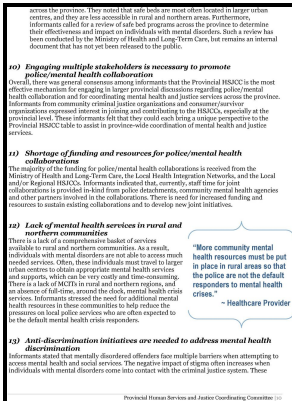 across the province. They noted that safe beds are most often located in larger urban
centres, and they are less accessible in rural and northern areas. Furthermore,
informants called for a review of safe bed programs across the province to determine
their effectiveness and impact on individuals with mental disorders. Such a review has
been conducted by the Ministry of Health and Long-Term Care, but remains an internal
document that has not yet been released to the public.
10) Engaging multiple stakeholders is necessary to promote
police/mental health collaboration
Overall, there was general consensus among informants that the Provincial HSJCC is the most
effective mechanism for engaging in larger provincial discussions regarding police/mental
health collaboration and for coordinating mental health and justice services across the province.
Informants from community criminal justice organizations and consumer/survivor
organizations expressed interest in joining and contributing to the HSJCCs, especially at the
provincial level. These informants felt that they could each bring a unique perspective to the
Provincial HSJCC table to assist in province-wide coordination of mental health and justice
services.
11) Shortage of funding and resources for police/mental health
collaborations
The majority of the funding for police/mental health collaborations is received from the
Ministry of Health and Long-Term Care, the Local Health Integration Networks, and the Local
and/or Regional HSJCCs. Informants indicated that, currently, staff time for joint
collaborations is provided in-kind from police detachments, community mental health agencies
and other partners involved in the collaborations. There is need for increased funding and
resources to sustain existing collaborations and to develop new joint initiatives.
12) Lack of mental health services in rural and
northern communities
There is a lack of a comprehensive basket of services
available to rural and northern communities. As a result,
individuals with mental disorders are not able to access much
needed services. Often, these individuals must travel to larger
urban centres to obtain appropriate mental health services
and supports, which can be very costly and time-consuming.
There is a lack of MCITs in rural and northern regions, and
an absence of full-time, around the clock, mental health crisis
services. Informants stressed the need for additional mental
health resources in these communities to help reduce the
pressures on local police services who are often expected to
be the default mental health crisis responders.
"More community mental
health resources must be put
in place in rural areas so that
the police are not the default
responders to mental health
crises."
~ Healthcare Provider
13) Anti-discrimination initiatives are needed to address mental health
discrimination
Informants stated that mentally disordered offenders face multiple barriers when attempting to
access mental health and social services. The negative impact of stigma often increases when
individuals with mental disorders come into contact with the criminal justice system. These
Provincial Human Services and Justice Coordinating Committee